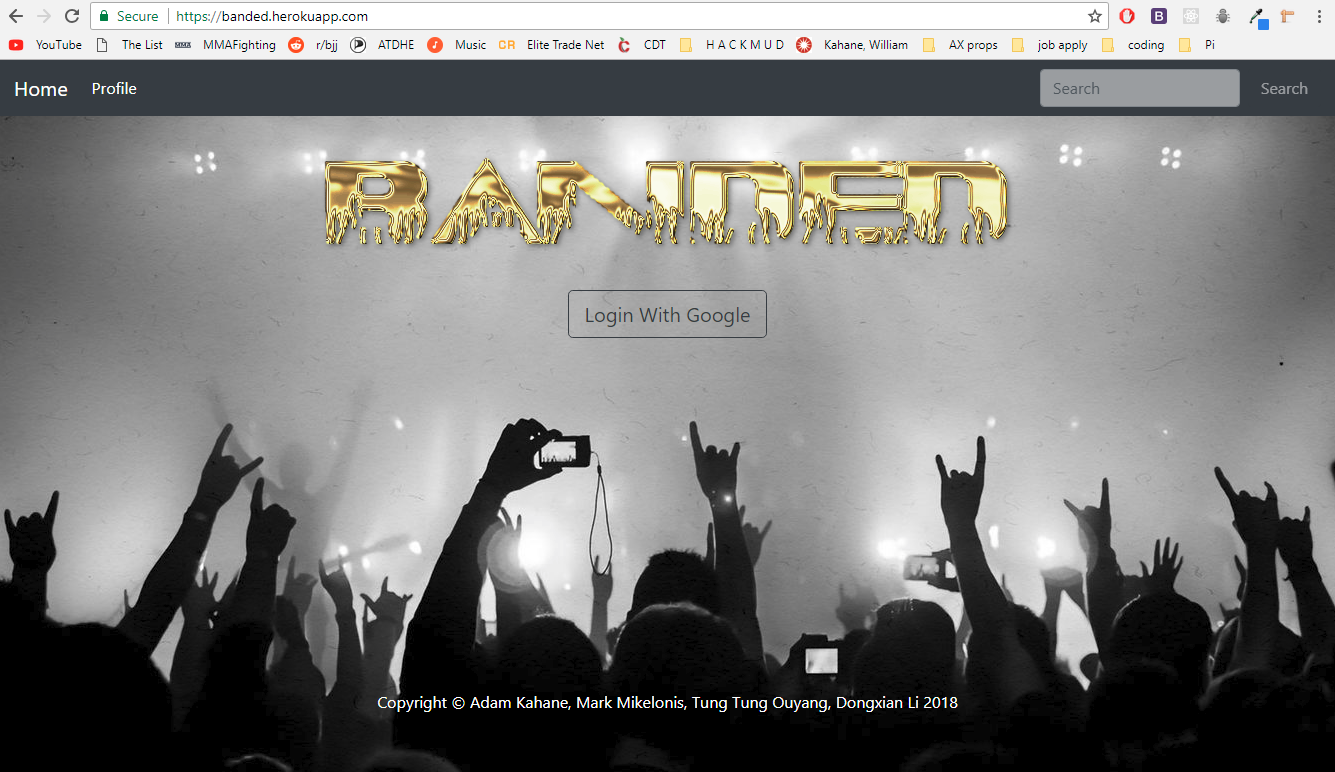 Secure https://banded.herokuapp.com
YouTube The List MMAFighting r/bjj ATDHE Music Elite Trade Net CDT H A C K M U D Kahane, William AX props job apply coding Pi
Home Profile Search Search
BANDED
Login With Google
Copyright © Adam Kahane, Mark Mikelonis, Tung Tung Ouyang, Dongxian Li 2018